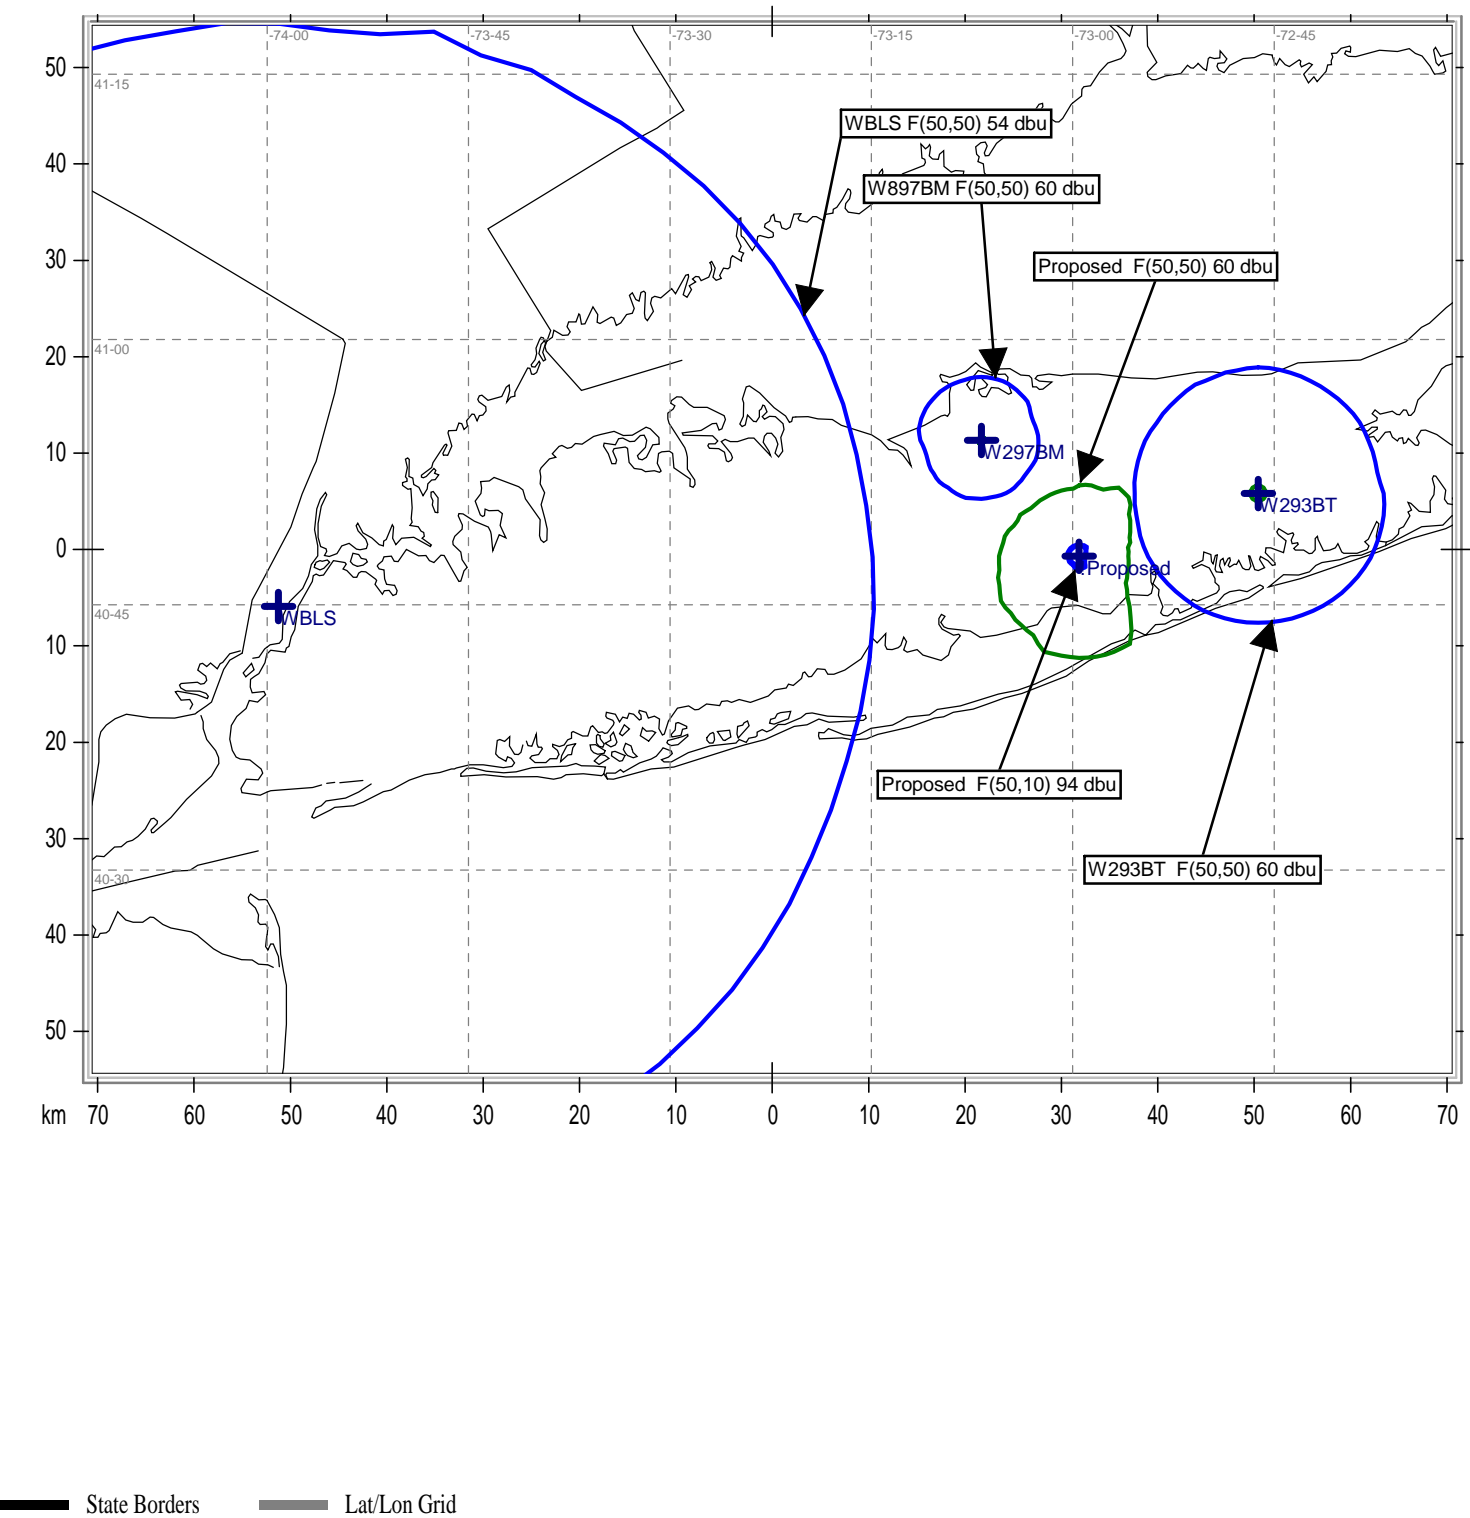 -74-00
-73-45
-73-30
-73-15
-73-00
-72-45
50
41-15
WBLS F(50,50) 54 dbu
40
W897BM F(50,50) 60 dbu
30
Proposed F(50,50) 60 dbu
41-00
20
10
W297BM
W293BT
0
Proposed
40-45
WBLS
10
20
Proposed F(50,10) 94 dbu
30
W293BT F(50,50) 60 dbu
40-30
40
50
km 70 60 50 40 30 20 10 0 10 20 30 40 50 60 70
State Borders
Lat/Lon Grid